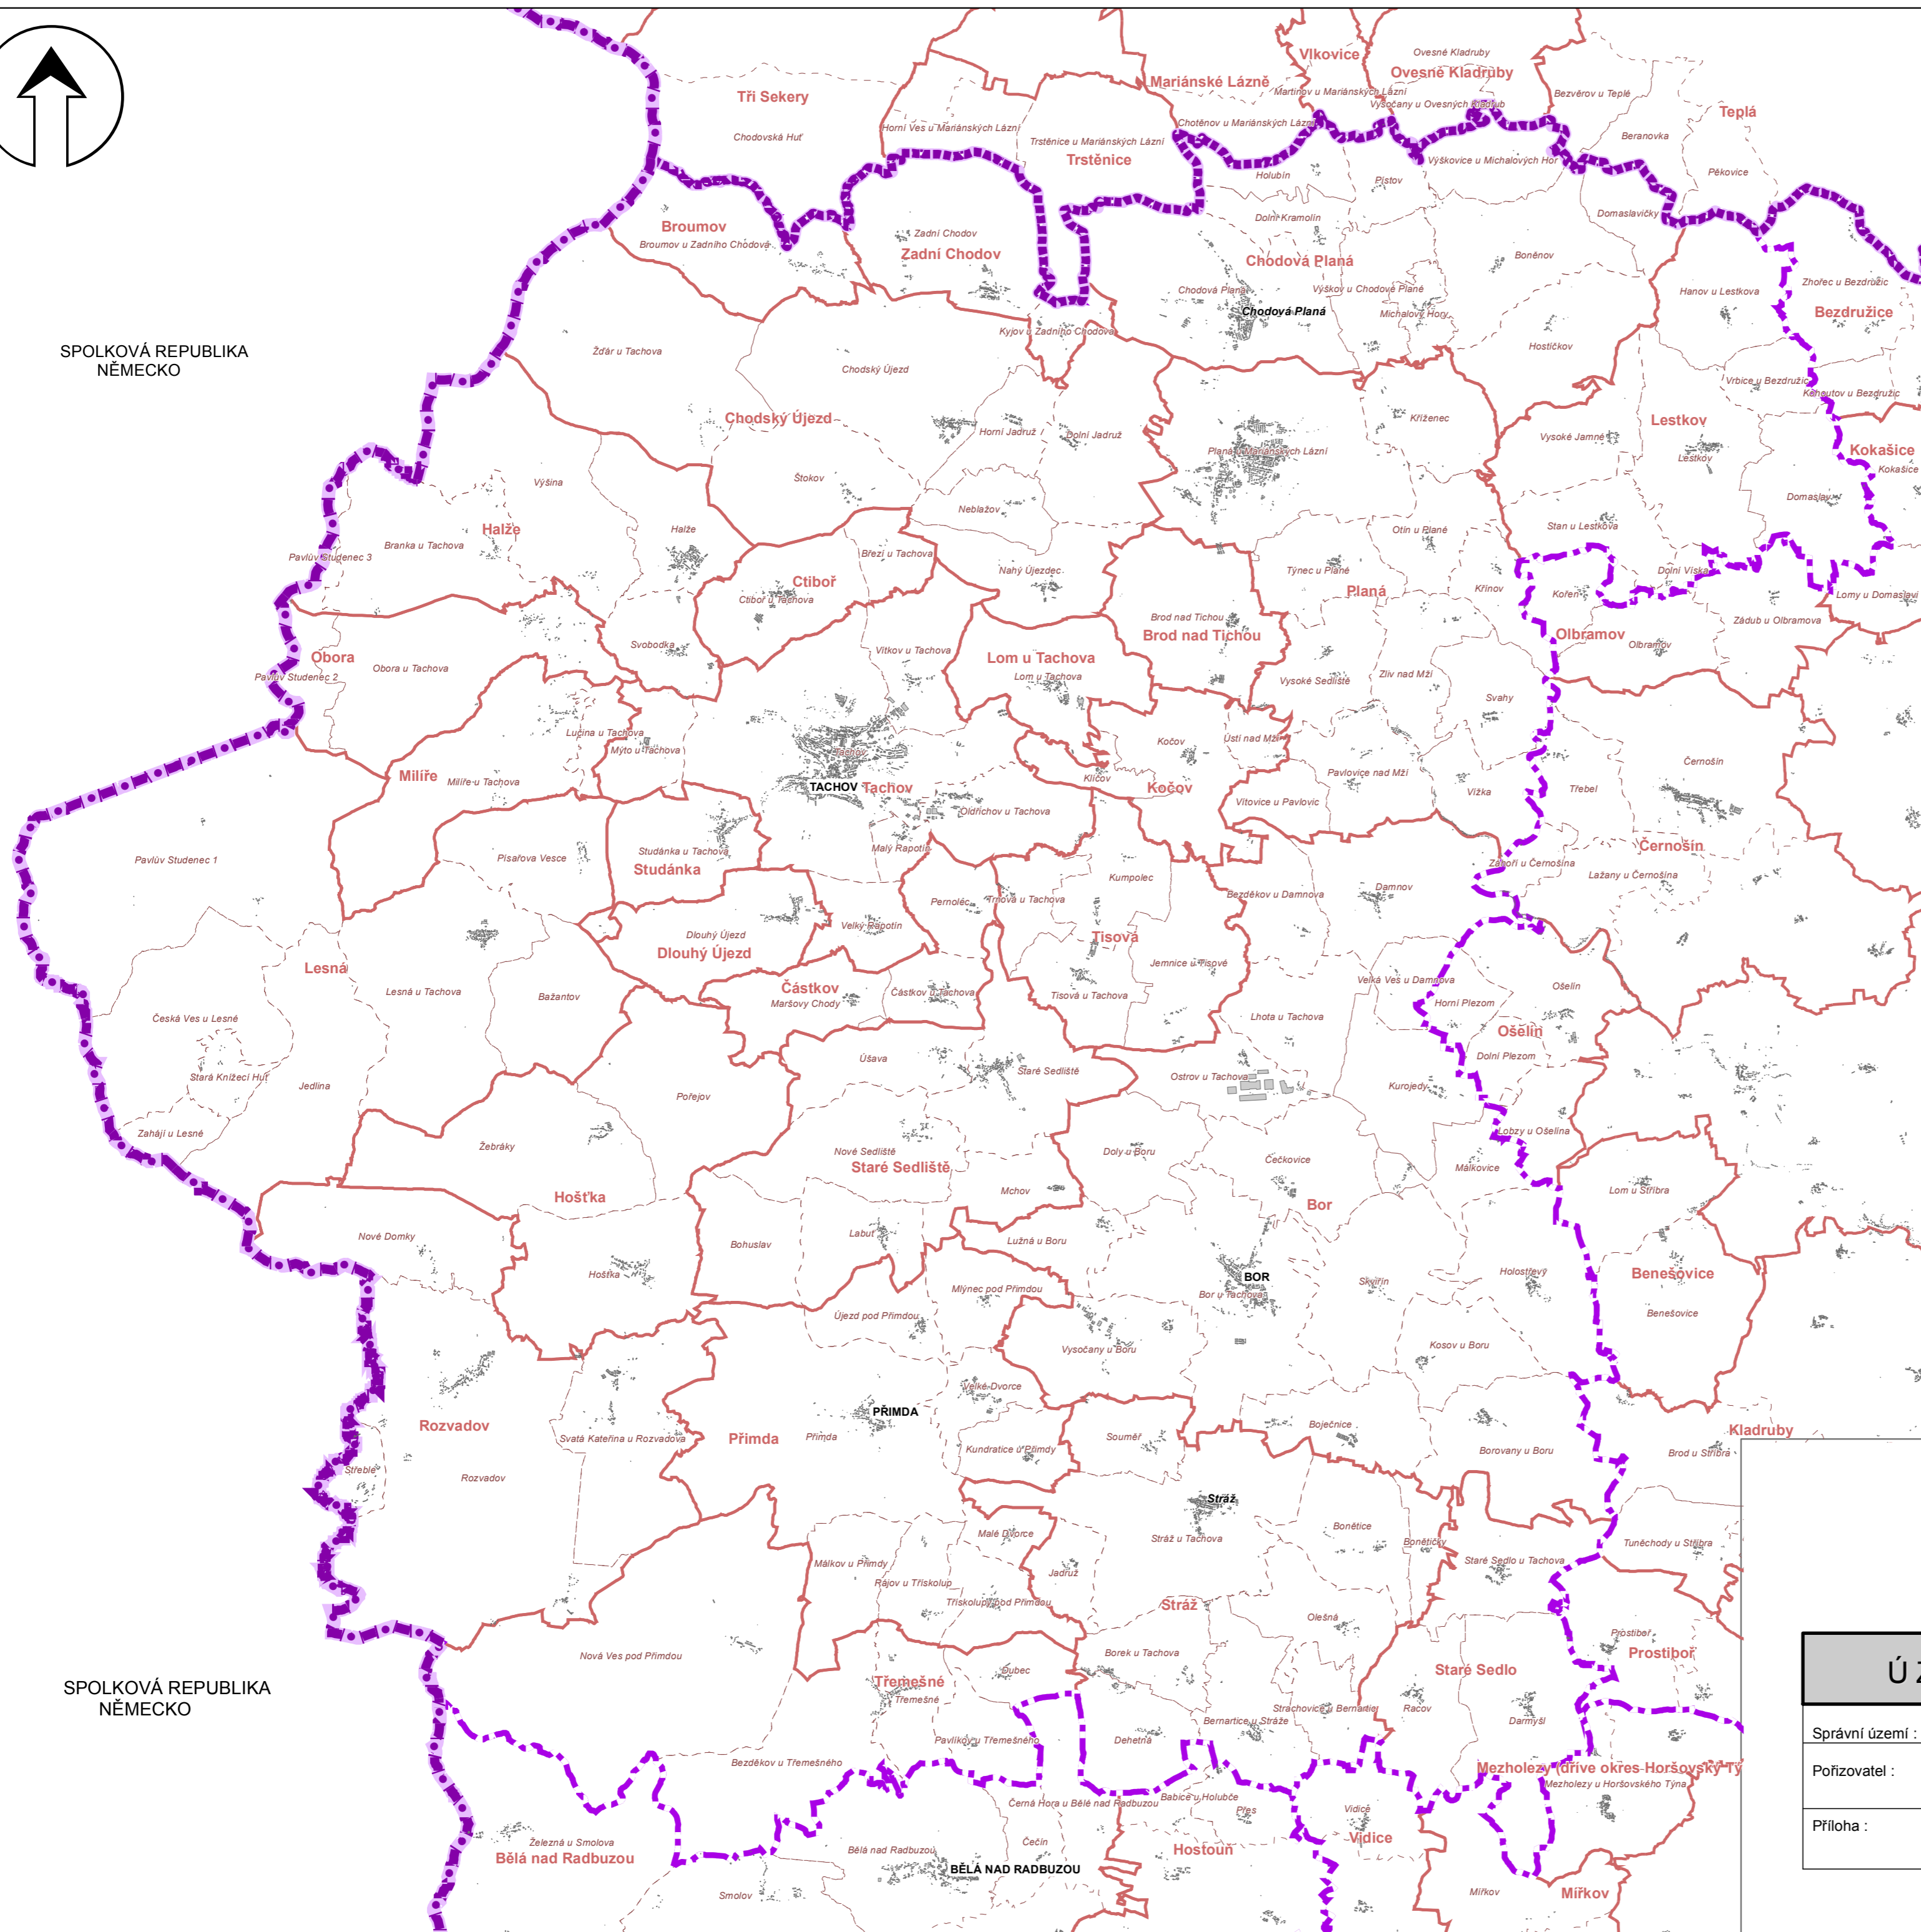 Vlkovice
Ovesné Kladruby
Ovesné Kladruby
Mariánské Lázně
Martinov u Mariánských Lázní
Vysočany u Ovesných Kladrub
Bezvěrov u Teplé
Tři Sekery
Teplá
Chodovská Huť
Horní Ves u Mariánských Lázní
Chotěnov u Mariánských Lázní
Beranovka
Trstěnice u Mariánských Lázní
Trstěnice
Výškovice u Michalových Hor
Holubín
Pístov
Pěkovice
Broumov
Broumov u Zadního Chodova
Zadní Chodov
Zadní Chodov
Dolní Kramolín
Domaslavičky
Chodová Planá
Boněnov
Chodová Planá
Výškov u Chodové Plané
Hanov u Lestkova
Zhořec u Bezdružic
Chodová Planá
Michalovy Hory
Bezdružice
Kyjov u Zadního Chodova
SPOLKOVÁ REPUBLIKA
NĚMECKO
Žďár u Tachova
Chodský Újezd
Hostíčkov
Vrbice u Bezdružic
Kohoutov u Bezdružic
Chodský Újezd
Horní Jadruž
Dolní Jadruž
Kříženec
Lestkov
Vysoké Jamné
Planá u Mariánských Lázní
Lestkov
Kokašice
Kokašice
Výšina
Štokov
Domaslav
Neblažov
Halže
Halže
Otín u Plané
Stan u Lestkova
Branka u Tachova
Pavlův Studenec 3
Březí u Tachova
Ctiboř
Nahý Újezdec
Týnec u Plané
Dolní Víska
Ctiboř u Tachova
Planá
Křínov
Kořen
Lomy u Domaslavi
Brod nad Tichou
Brod nad Tichou
Zádub u Olbramova
Olbramov
Olbramov
Svobodka
Vítkov u Tachova
Obora
Obora u Tachova
Lom u Tachova
Lom u Tachova
Pavlův Studenec 2
Vysoké Sedliště
Zliv nad Mží
Svahy
Lučina u Tachova
Mýto u Tachova
Tachov
Kočov
Ústí nad Mží
Milíře
Milíře u Tachova
Klíčov
Pavlovice nad Mží
Černošín
TACHOV
Tachov
Kočov
Vížka
Třebel
Oldřichov u Tachova
Vítovice u Pavlovic
Pavlův Studenec 1
Písařova Vesce
Studánka u Tachova
Malý Rapotín
Studánka
Černošín
Záhoří u Černošína
Lažany u Černošína
Kumpolec
Bezděkov u Damnova
Damnov
Pernolec
Trnová u Tachova
Velký Rapotín
Dlouhý Újezd
Dlouhý Újezd
Tisová
Lesná
Jemnice u Tisové
Lesná u Tachova
Bažantov
Částkov
Maršovy Chody
Částkov u Tachova
Tisová u Tachova
Velká Ves u Damnova
Ošelín
Horní Plezom
Česká Ves u Lesné
Lhota u Tachova
Ošelín
Úšava
Dolní Plezom
Stará Knížecí Huť
Jedlina
Staré Sedliště
Ostrov u Tachova
Kurojedy
Pořejov
Zahájí u Lesné
Žebráky
Lobzy u Ošelína
Nové Sedliště
Staré Sedliště
Doly u Boru
Čečkovice
Málkovice
Hošťka
Mchov
Bor
Lom u Stříbra
Nové Domky
Bohuslav
Labuť
Lužná u Boru
Hošťka
Mlýnec pod Přimdou
BOR
Bor u Tachova
Skviřín
Holostřevy
Benešovice
Benešovice
Újezd pod Přimdou
Vysočany u Boru
Kosov u Boru
Velké Dvorce
PŘIMDA
Rozvadov
Přimda
Přimda
Svatá Kateřina u Rozvadova
Kundratice u Přimdy
Souměř
Boječnice
Borovany u Boru
Kladruby
Brod u Stříbra
Střeble
Rozvadov
Stráž
Bonětice
Malé Dvorce
Stráž u Tachova
Bonětičky
Tuněchody u Stříbra
Málkov u Přimdy
Staré Sedlo u Tachova
Rájov u Třískolup
Jadruž
Třískolupy pod Přimdou
Stráž
Olešná
Prostiboř
Prostiboř
Nová Ves pod Přimdou
Borek u Tachova
Staré Sedlo
Třemešné
Dubec
Třemešné
SPOLKOVÁ REPUBLIKA
NĚMECKO
Strachovice u Bernartic
Racov
Bernartice u Stráže
Darmyšl
Ú Z
Správní území :
Pavlíkov u Třemešného
Dehetná
Bezděkov u Třemešného
Mezholezy (dříve okres Horšovský Tý
Mezholezy u Horšovského Týna
Pořizovatel :
Černá Hora u Bělé nad Radbuzou
Babice u Holubče
Přes
Vidice
Příloha :
Železná u Smolova
Bělá nad Radbuzou
Bělá nad Radbuzou
Čečín
Hostouň
Vidice
BĚLÁ NAD RADBUZOU
Smolov
Mířkov
Mířkov